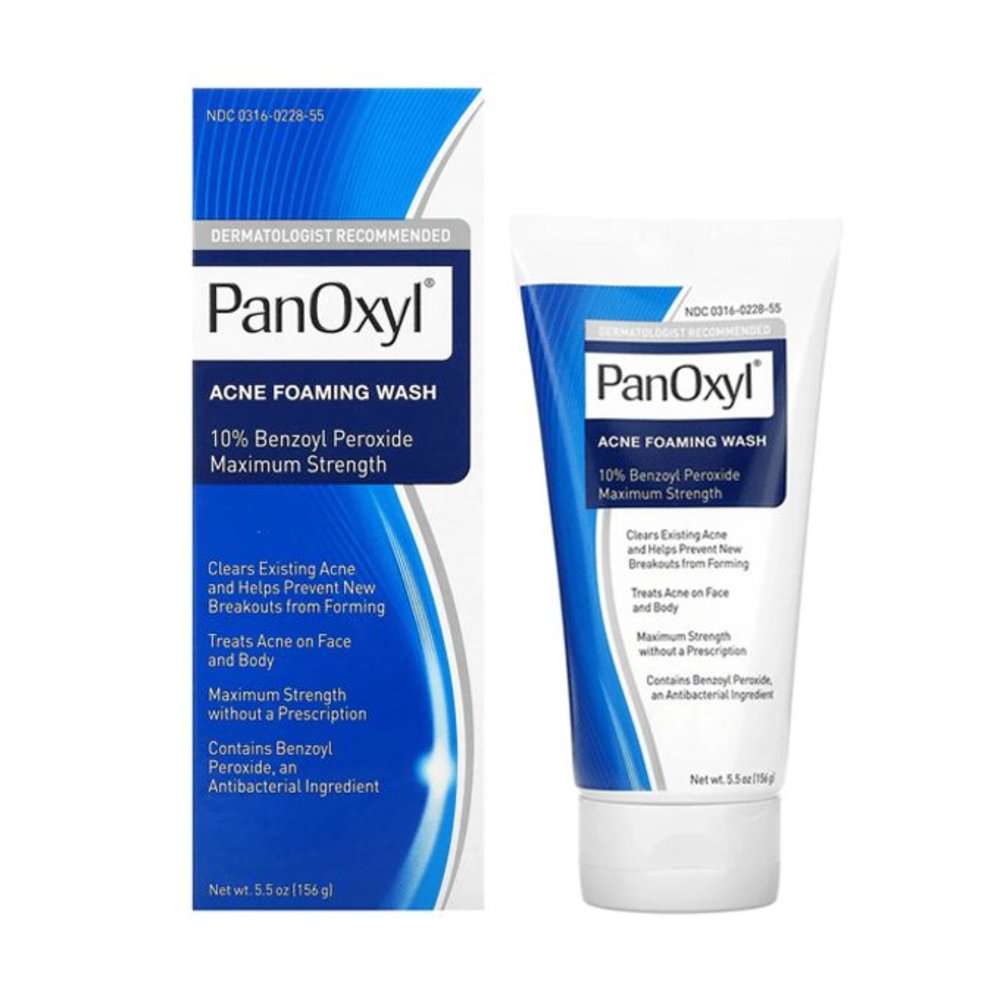 NDC 0316-0228-55
DERMATOLOGIST RECOMMENDED
PanOxyl®
ACNE FOAMING WASH
10% Benzoyl Peroxide
Maximum Strength
Clears Existing Acne
and Helps Prevent New
Breakouts from Forming
Treats Acne on Face
and Body
Maximum Strength
without a Prescription
Contains Benzoyl
Peroxide, an
Antibacterial Ingredient
Net wt. 5.5 oz (156 g)
NDC 0316-0228-55
DERMATOLOGIST RECOMMENDED
PanOxyl®
ACNE FOAMING WASH
10% Benzoyl Peroxide
Maximum Strength
Clears Existing Acne
and Helps Prevent New
Breakouts from Forming
Treats Acne on Face
and Body
Maximum Strength
without a Prescription
Contains Benzoyl Peroxide,
an Antibacterial Ingredient
Net wt. 5.5 oz (156 g)